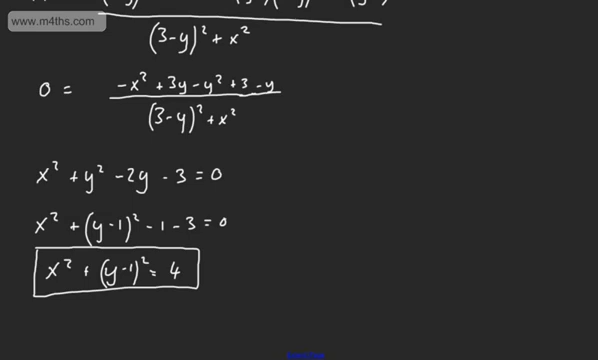 www.m4ths.com
(3-y)² + x²
0 = -x² + 3y - y² + 3 - y
(3-y)² + x²
x² + y² - 2y - 3 = 0
x² + (y-1)² - 1 - 3 = 0
x² + (y-1)² = 4